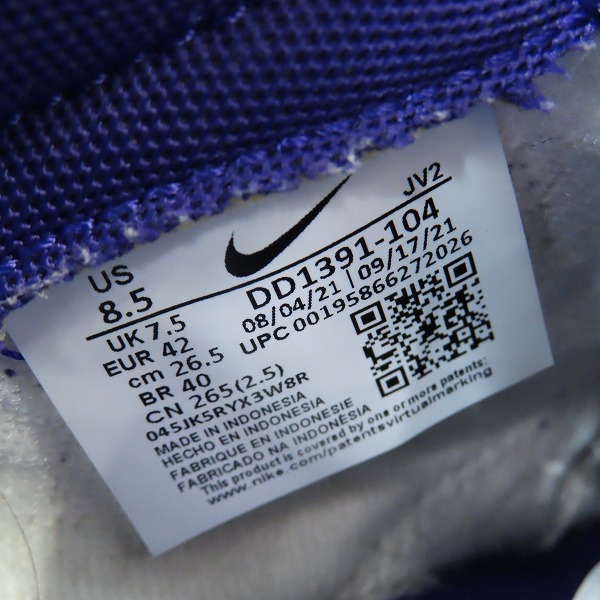 JV2
US
8.5
DD1391-104
UK 7.5
08/04/21 | 09/17/21
EUR 42
UPC 00195866272026
cm 26.5
BR 40
CN 265(2.5)
045JK5RYX3W8R
MADE IN INDONESIA
HECHO EN INDONESIA
FABRIQUE EN INDONESIE
FABRICADO NA INDONÉSIA
This product is covered by one or more patents:
www.nike.com/patentsvirtualmarking